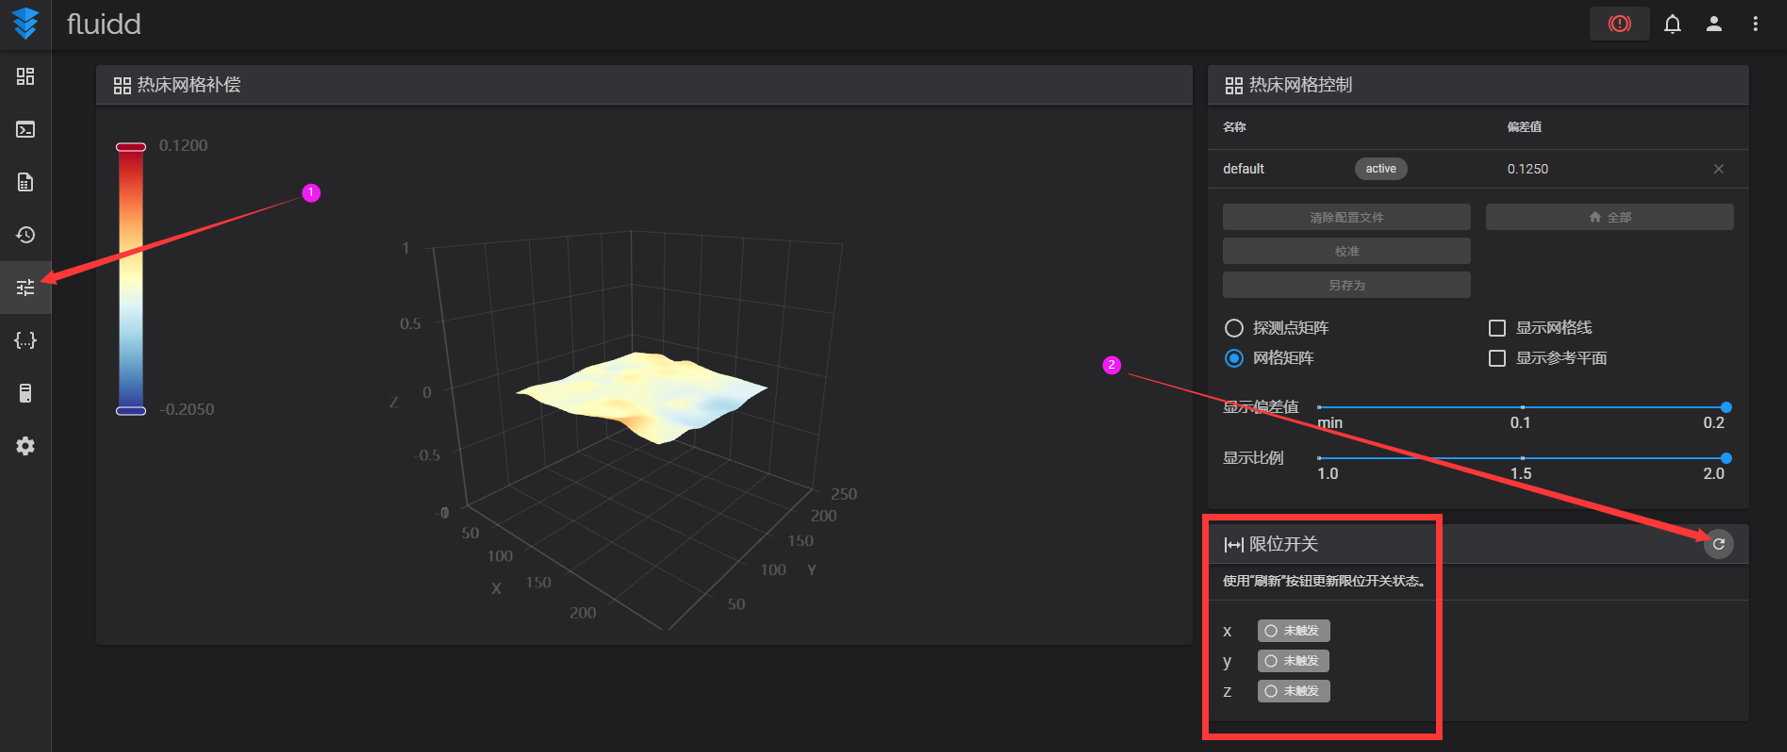 fluidd
热床网格补偿
0.1200
-0.2050
1
1
0.5
0
-0.5
Z
-1
0
50
100
150
200
X
50
100
150
200
250
Y
热床网格控制
名称 偏差值
default active 0.1250
清除配置文件 全部
校准
另存为
探测点矩阵 显示网格线
网格矩阵 显示参考平面
2
显示偏差值
min 0.1 0.2
显示比例
1.0 1.5 2.0
限位开关
使用“刷新”按钮更新限位开关状态。
x 未触发
y 未触发
z 未触发